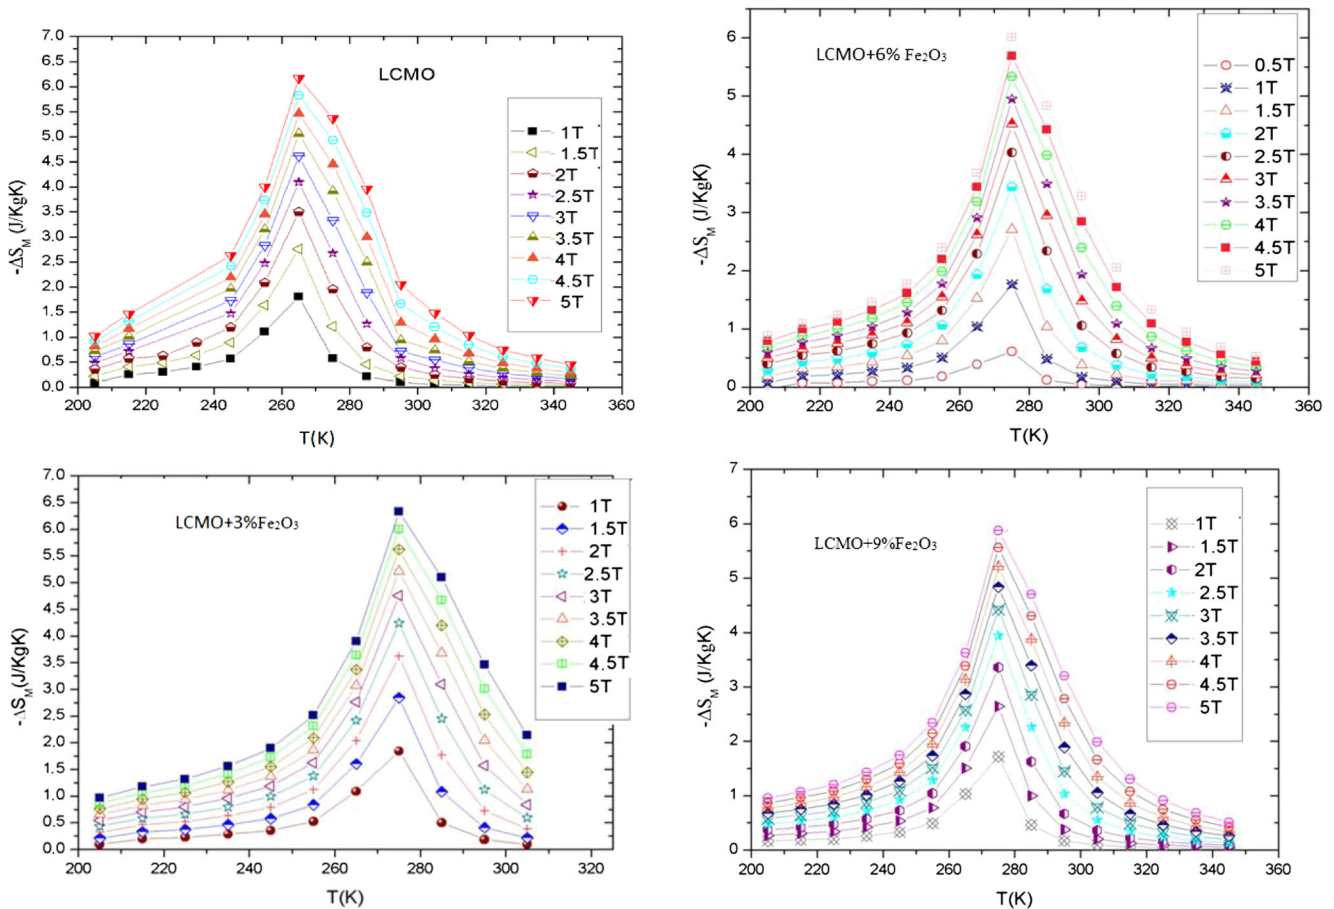 LCMO
-ΔS_M (J/KgK)
7.0
6.5
6.0
5.5
5.0
4.5
4.0
3.5
3.0
2.5
2.0
1.5
1.0
0.5
0.0
200
220
240
260
280
300
320
340
360
T(K)
1T
1.5T
2T
2.5T
3T
3.5T
4T
4.5T
5T
LCMO+6% Fe₂O₃
-ΔS_M (J/KgK)
6
5
4
3
2
1
0
200
220
240
260
280
300
320
340
360
T(K)
0.5T
1T
1.5T
2T
2.5T
3T
3.5T
4T
4.5T
5T
LCMO+3%Fe₂O₃
-ΔS_M(J/KgK)
7.0
6.5
6.0
5.5
5.0
4.5
4.0
3.5
3.0
2.5
2.0
1.5
1.0
0.5
0.0
200
220
240
260
280
300
320
T(K)
1T
1.5T
2T
2.5T
3T
3.5T
4T
4.5T
5T
LCMO+9%Fe₂O₃
-ΔS_M(J/KgK)
7
6
5
4
3
2
1
0
200
220
240
260
280
300
320
340
360
T(K)
1T
1.5T
2T
2.5T
3T
3.5T
4T
4.5T
5T